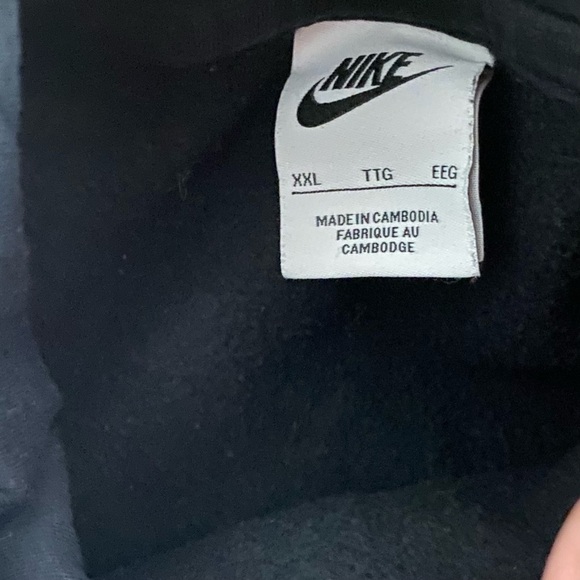 NIKE
XXL TTG EEG
MADE IN CAMBODIA
FABRIQUE AU
CAMBODGE